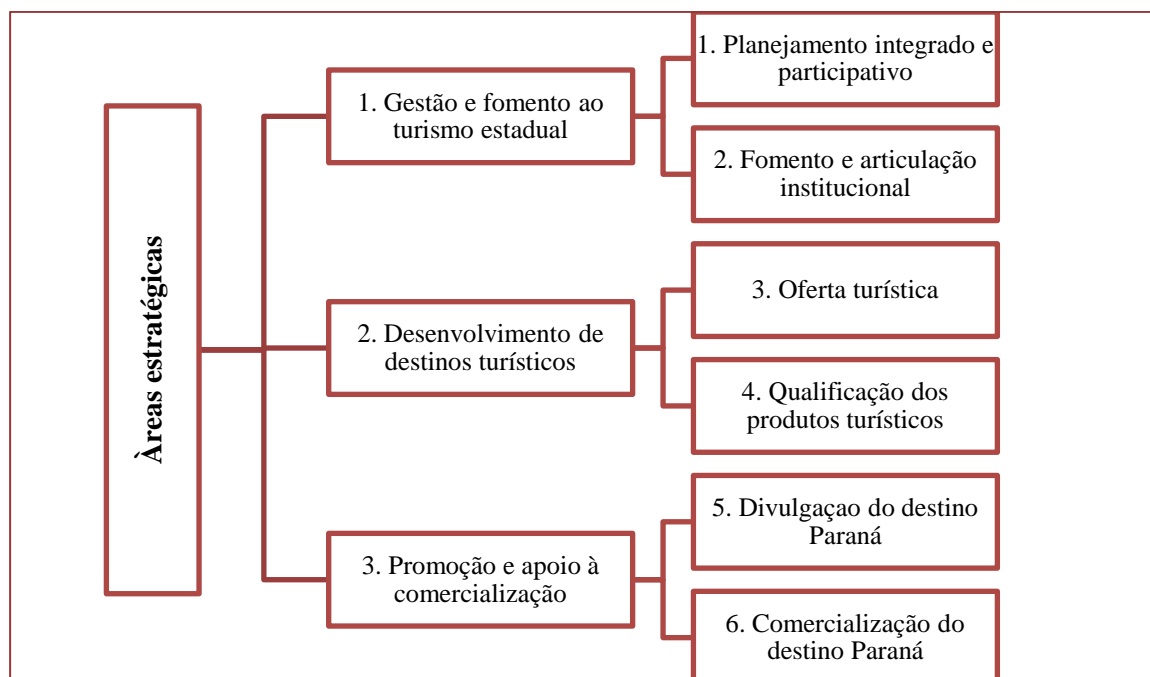 Àreas estratégicas
1. Gestão e fomento ao
turismo estadual
1. Planejamento integrado e
participativo
2. Fomento e articulação
institucional
2. Desenvolvimento de
destinos turísticos
3. Oferta turística
4. Qualificação dos
produtos turísticos
3. Promoção e apoio à
comercialização
5. Divulgaçao do destino
Paraná
6. Comercialização do
destino Paraná